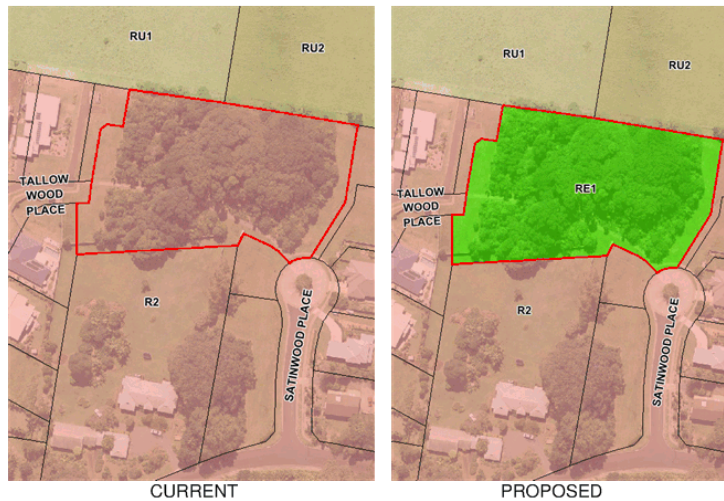 RU1
RU2
TALLOW
WOOD
PLACE
R2
SATINWOOD PLACE
CURRENT
RU1
RU2
RE1
TALLOW
WOOD
PLACE
R2
SATINWOOD PLACE
PROPOSED